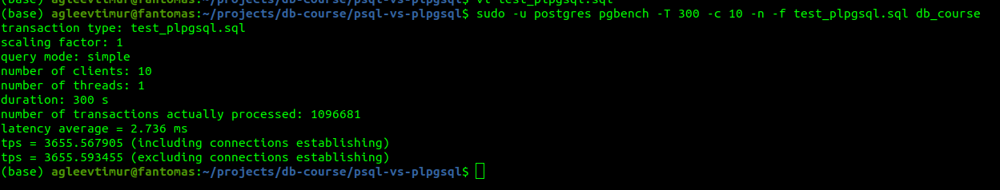 (base) agleevtimur@fantomas:~/projects/db-course/psql-vs-plpgsql$ vi test_plpgsql.sql
(base) agleevtimur@fantomas:~/projects/db-course/psql-vs-plpgsql$ sudo -u postgres pgbench -T 300 -c 10 -n -f test_plpgsql.sql db_course
transaction type: test_plpgsql.sql
scaling factor: 1
query mode: simple
number of clients: 10
number of threads: 1
duration: 300 s
number of transactions actually processed: 1096681
latency average = 2.736 ms
tps = 3655.567905 (including connections establishing)
tps = 3655.593455 (excluding connections establishing)
(base) agleevtimur@fantomas:~/projects/db-course/psql-vs-plpgsql$